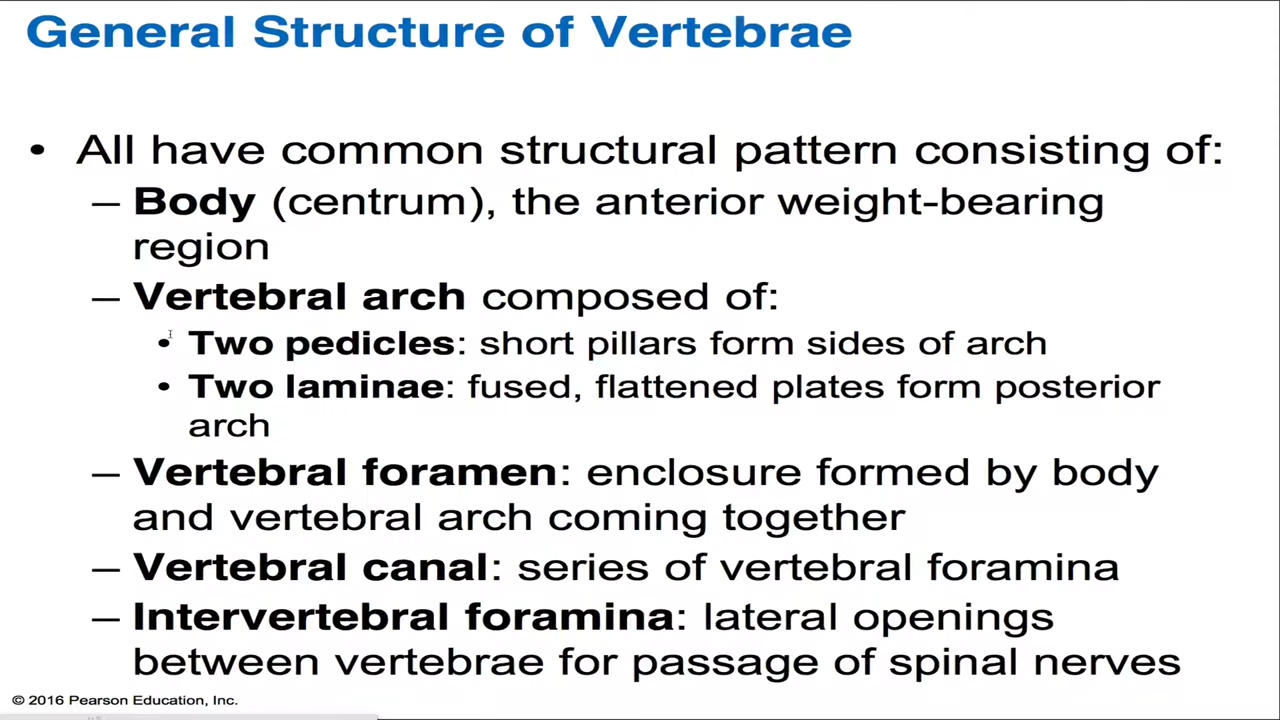 General Structure of Vertebrae
• All have common structural pattern consisting of:
– Body (centrum), the anterior weight-bearing
region
– Vertebral arch composed of:
• Two pedicles: short pillars form sides of arch
• Two laminae: fused, flattened plates form posterior
arch
– Vertebral foramen: enclosure formed by body
and vertebral arch coming together
– Vertebral canal: series of vertebral foramina
– Intervertebral foramina: lateral openings
between vertebrae for passage of spinal nerves
© 2016 Pearson Education, Inc.